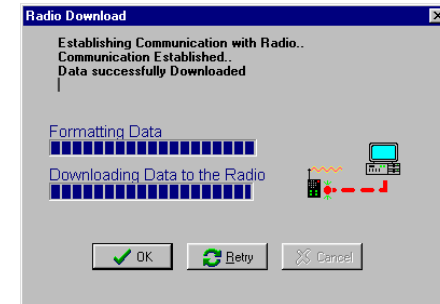 Radio Download
Establishing Communication with Radio..
Communication Established..
Data successfully Downloaded
Formatting Data
Downloading Data to the Radio
OK
Retry
Cancel